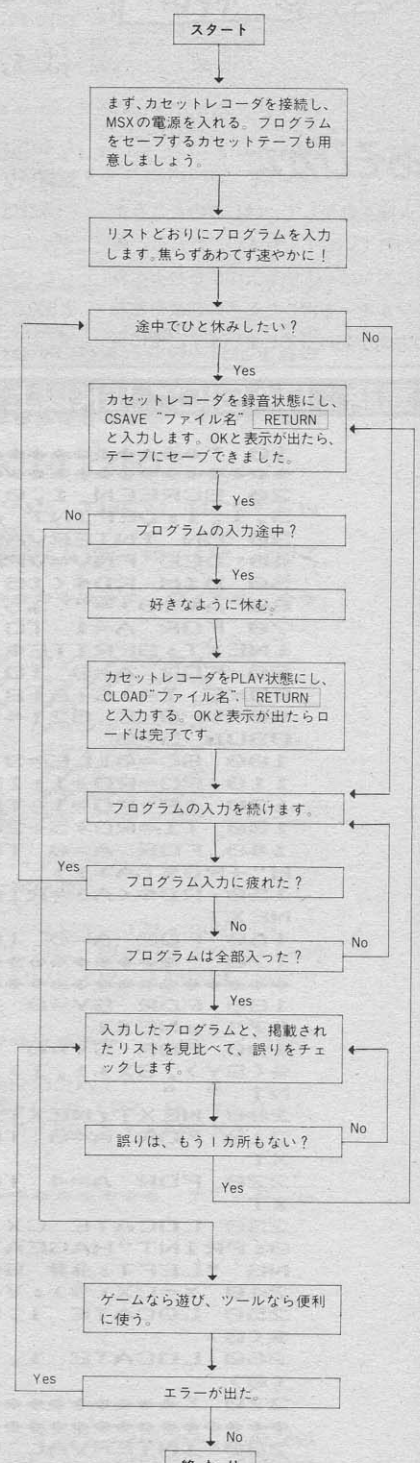 スタート
まず、カセットレコーダを接続し、
MSXの電源を入れる。プログラム
をセーブするカセットテープも用
意しましょう。
リストどおりにプログラムを入力
します。焦らずあわてず速やかに！
途中でひと休みしたい？
No
Yes
カセットレコーダを録音状態にし、
CSAVE "ファイル名" RETURN
と入力します。OKと表示が出たら、
テープにセーブできました。
Yes
No
プログラムの入力途中？
Yes
好きなように休む。
カセットレコーダをPLAY状態にし、
CLOAD"ファイル名". RETURN
と入力する。OKと表示が出たらロ
ードは完了です。
プログラムの入力を続けます。
Yes
プログラム入力に疲れた？
No
プログラムは全部入った？
No
Yes
入力したプログラムと、掲載され
たリストを見比べて、誤りをチェ
ックします。
誤りは、もう1カ所もない？
No
Yes
ゲームなら遊び、ツールなら便利
に使う。
Yes
エラーが出た。
No